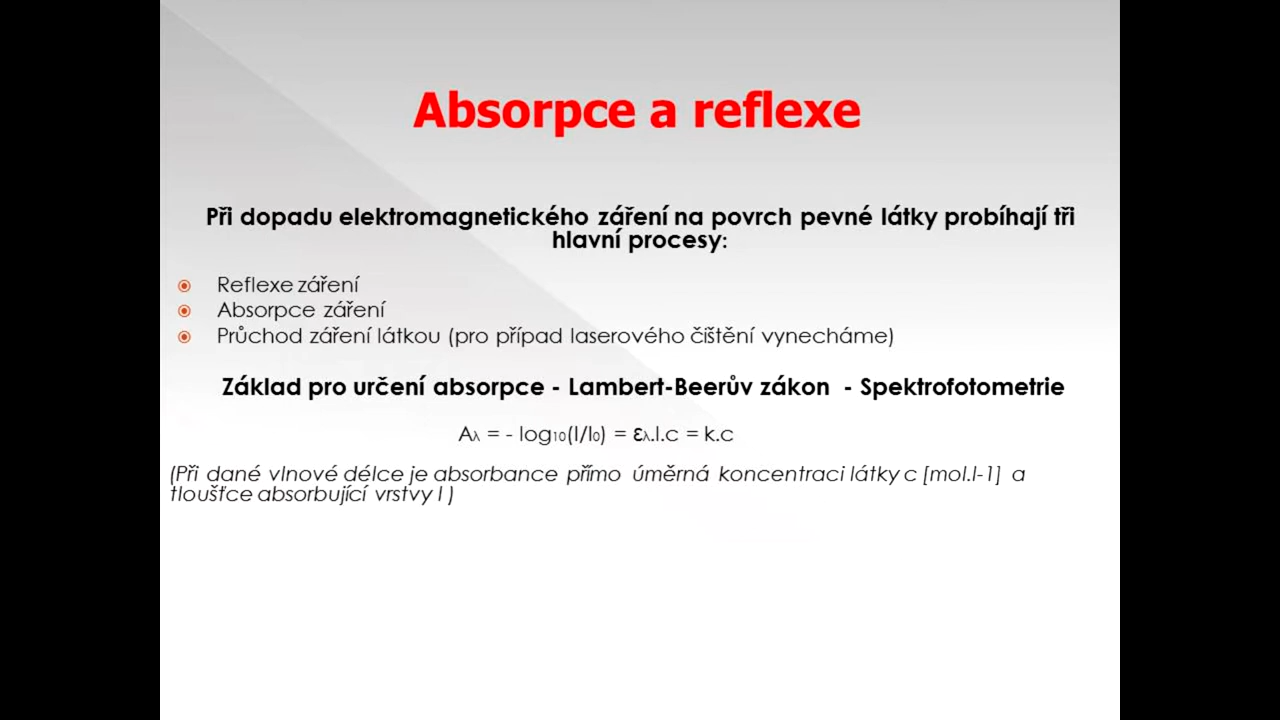 Absorpce a reflexe
Při dopadu elektromagnetického záření na povrch pevné látky probíhají tři
hlavní procesy:
Reflexe záření
Absorpce záření
Průchod záření látkou (pro případ laserového čištění vynecháme)
Základ pro určení absorpce - Lambert-Beerův zákon - Spektrofotometrie
Aλ = - log10(I/I0) = ελ.l.c = k.c
(Při dané vlnové délce je absorbance přímo úměrná koncentraci látky c [mol.l-1] a
tloušťce absorbující vrstvy l )